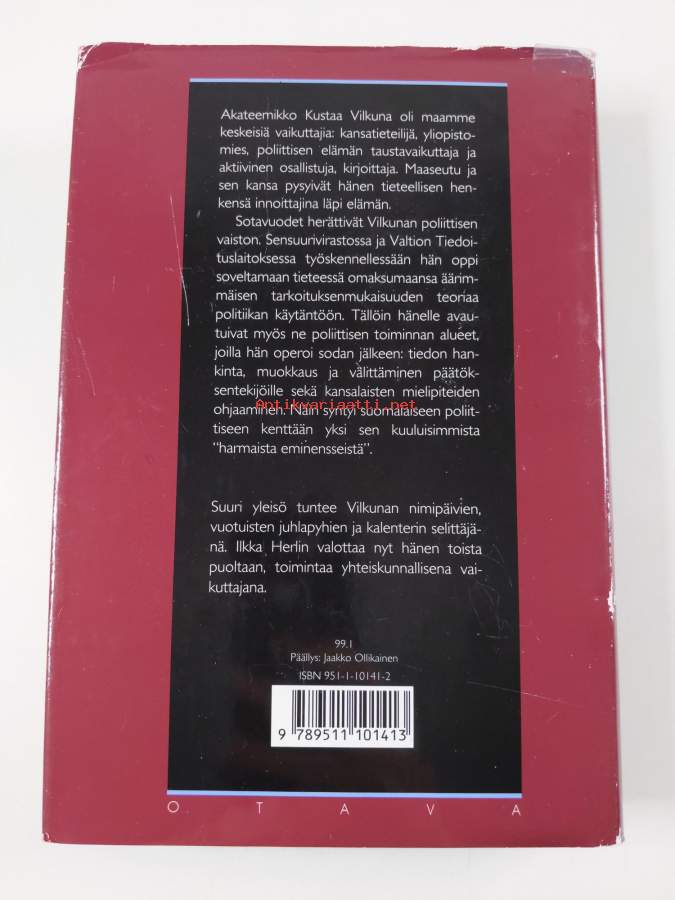 Akateemikko Kustaa Vilkuna oli maamme
keskeisiä vaikuttajia: kansatieteilijä, yliopisto-
mies, poliittisen elämän taustavaikuttaja ja
aktiivinen osallistuja, kirjoittaja. Maaseutu ja
sen kansa pysyivät hänen tieteellisen hen-
kensä innoittajina läpi elämän.
Sotavuodet herättivät Vilkunan poliittisen
vaiston. Sensuurivirastossa ja Valtion Tiedoi-
tuslaitoksessa työskennellessään hän oppi
soveltamaan tieteessä omaksumaansa äärim-
mäisen tarkoituksenmukaisuuden teoriaa
politiikan käytäntöön. Tällöin hänelle avau-
tuivat myös ne poliittisen toiminnan alueet,
joilla hän operoi sodan jälkeen: tiedon han-
kinta, muokkaus ja välittäminen päätök-
sentekijöille sekä kansalaisten mielipiteiden
Antikvariaatti.net
ohjaaminen. Näin syntyi suomalaiseen poliit-
tiseen kenttään yksi sen kuuluisimmista
"harmaista eminensseistä".
Suuri yleisö tuntee Vilkunan nimipäivien,
vuotuisten juhlapyhien ja kalenterin selittäjä-
nä. Ilkka Herlin valottaa nyt hänen toista
puoltaan, toimintaa yhteiskunnallisena vai-
kuttajana.
99.1
Päällys: Jaakko Ollikainen
ISBN 951-1-10141-2
9 789511 101413
OTAVA